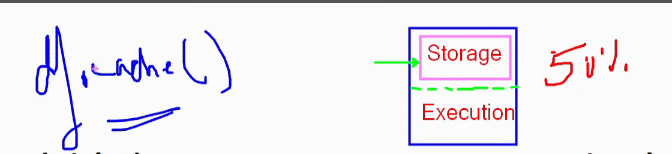 df.cache()
Storage
50%
Execution